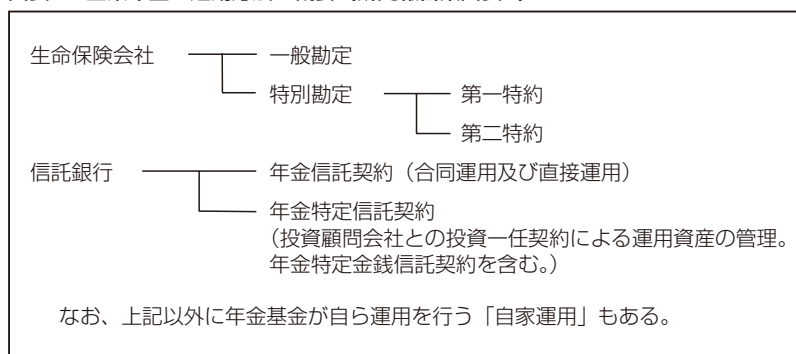 生命保険会社 一般勘定
特別勘定 第一特約
第二特約
信託銀行 年金信託契約（合同運用及び直接運用）
年金特定信託契約
（投資顧問会社との投資一任契約による運用資産の管理。
年金特定金銭信託契約を含む。）
なお、上記以外に年金基金が自ら運用を行う「自家運用」もある。